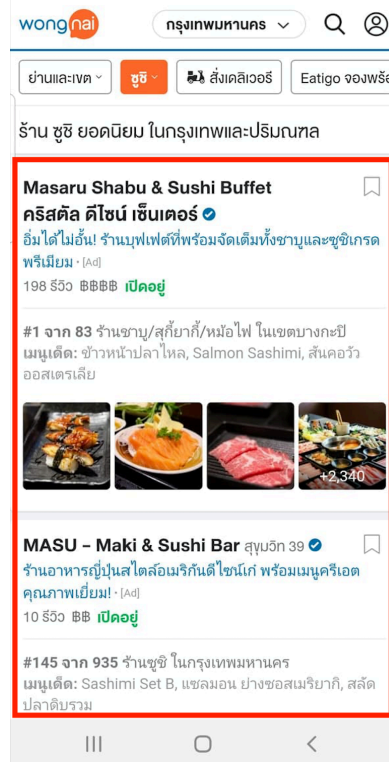 wongnai
กรุงเทพมหานคร
ย่านและเขต
ซูชิ
สั่งเดลิเวอรี
Eatigo จองพร้อ
ร้าน ซูชิ ยอดนิยม ในกรุงเทพและปริมณฑล
Masaru Shabu & Sushi Buffet
คริสตัล ดีไซน์ เซ็นเตอร์
อิ่มได้ไม่อั้น! ร้านบุฟเฟต์ที่พร้อมจัดเต็มทั้งชาบูและซูชิเกรด
พรีเมียม · [Ad]
198 รีวิว ฿฿฿฿ เปิดอยู่
#1 จาก 83 ร้านชาบู/สุกี้ยากี้/หม้อไฟ ในเขตบางกะปิ
เมนูเด็ด: ข้าวหน้าปลาไหล, Salmon Sashimi, สันคอวัว
ออสเตรเลีย
+2,340
MASU – Maki & Sushi Bar สุขุมวิท 39
ร้านอาหารญี่ปุ่นสไตล์อเมริกันดีไซน์เก๋ พร้อมเมนูครีเอต
คุณภาพเยี่ยม! · [Ad]
10 รีวิว ฿฿ เปิดอยู่
#145 จาก 935 ร้านซูชิ ในกรุงเทพมหานคร
เมนูเด็ด: Sashimi Set B, แซลมอน ย่างซอสเมริยากิ, สลัด
ปลาดิบรวม